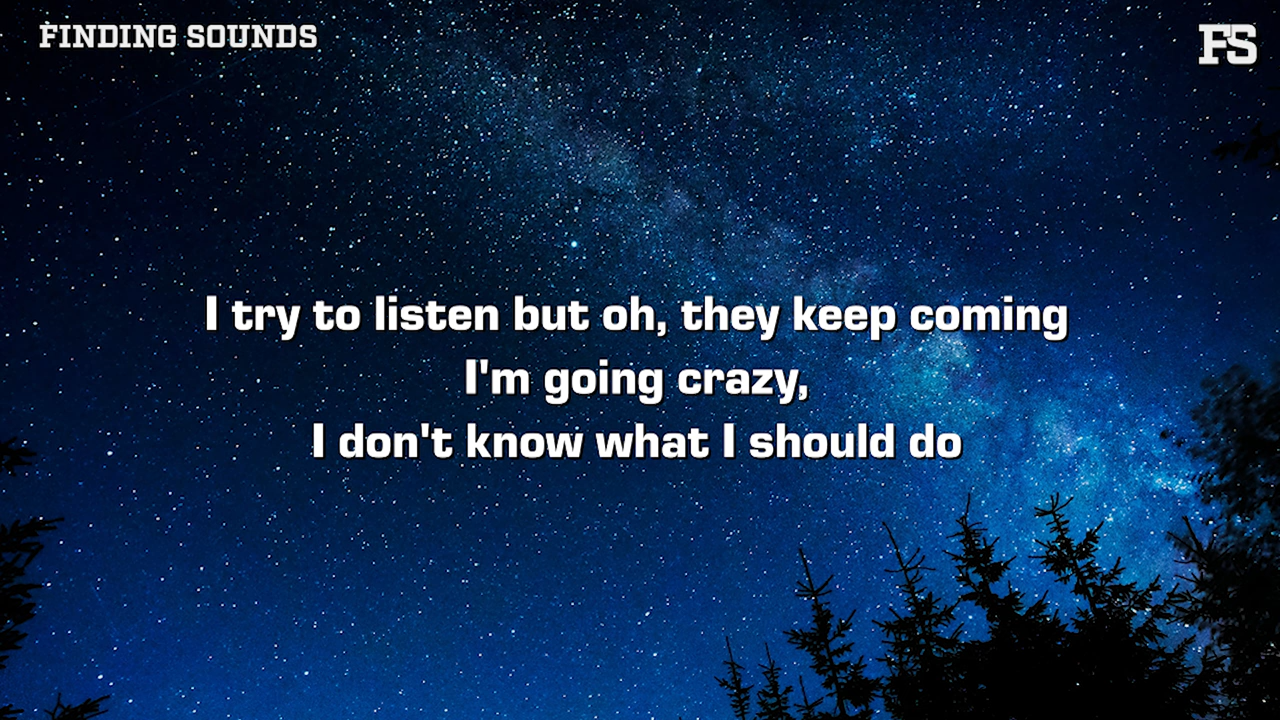 FINDING SOUNDS
FS
I try to listen but oh, they keep coming
I'm going crazy,
I don't know what I should do